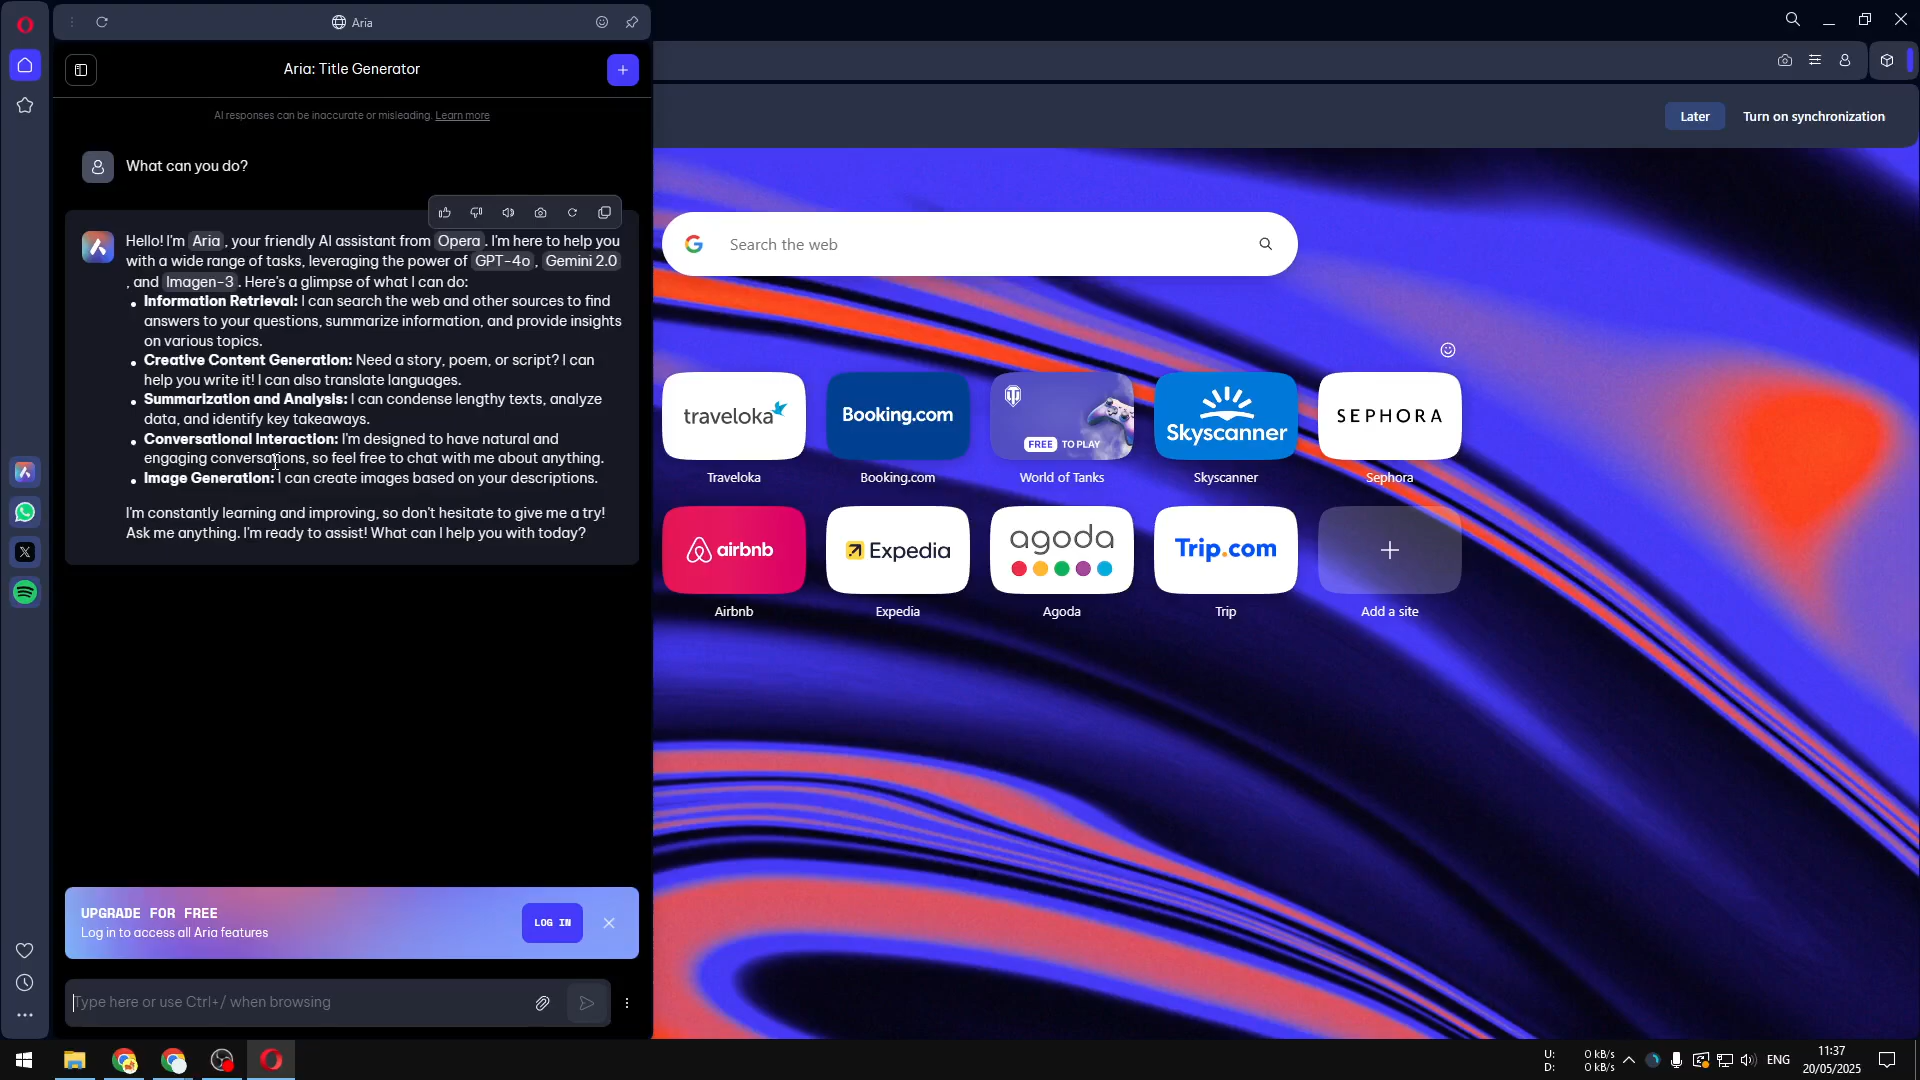 Aria
Aria: Title Generator
AI responses can be inaccurate or misleading. Learn more
What can you do?
Hello! I'm Aria, your friendly AI assistant from Opera. I'm here to help you
with a wide range of tasks, leveraging the power of GPT-4o, Gemini 2.0
, and Imagen-3. Here's a glimpse of what I can do:
• Information Retrieval: I can search the web and other sources to find
answers to your questions, summarize information, and provide insights
on various topics.
• Creative Content Generation: Need a story, poem, or script? I can
help you write it! I can also translate languages.
• Summarization and Analysis: I can condense lengthy texts, analyze
data, and identify key takeaways.
• Conversational Interaction: I'm designed to have natural and
engaging conversations, so feel free to chat with me about anything.
• Image Generation: I can create images based on your descriptions.
I'm constantly learning and improving, so don't hesitate to give me a try!
Ask me anything. I'm ready to assist! What can I help you with today?
UPGRADE FOR FREE
Log in to access all Aria features
LOG IN
Type here or use Ctrl+/ when browsing
Later
Turn on synchronization
Search the web
traveloka
Booking.com
FREE TO PLAY
Skyscanner
SEPHORA
Traveloka
Booking.com
World of Tanks
Skyscanner
Sephora
airbnb
Expedia
agoda
Trip.com
Airbnb
Expedia
Agoda
Trip
Add a site
U: 0 kB/s
D: 0 kB/s
ENG
11:37
20/05/2025